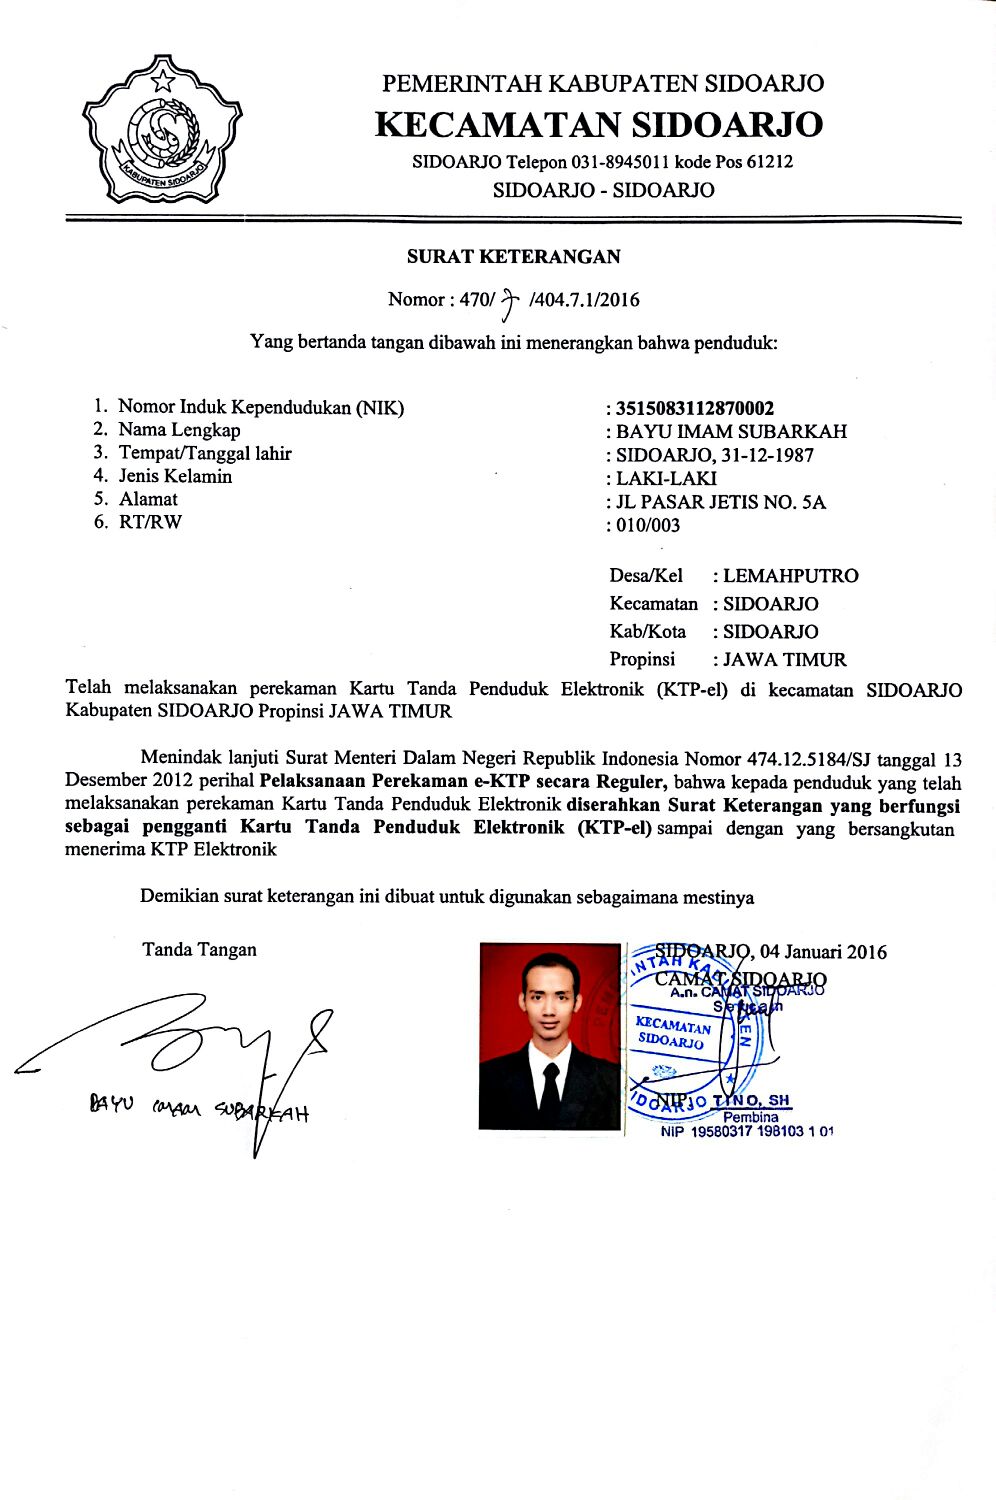 KABUPATEN SIDOARJO
PEMERINTAH KABUPATEN SIDOARJO
KECAMATAN SIDOARJO
SIDOARJO Telepon 031-8945011 kode Pos 61212
SIDOARJO - SIDOARJO
SURAT KETERANGAN
Nomor : 470/ 7 /404.7.1/2016
Yang bertanda tangan dibawah ini menerangkan bahwa penduduk:
1. Nomor Induk Kependudukan (NIK) : 3515083112870002
2. Nama Lengkap : BAYU IMAM SUBARKAH
3. Tempat/Tanggal lahir : SIDOARJO, 31-12-1987
4. Jenis Kelamin : LAKI-LAKI
5. Alamat : JL PASAR JETIS NO. 5A
6. RT/RW : 010/003
Desa/Kel : LEMAHPUTRO
Kecamatan : SIDOARJO
Kab/Kota : SIDOARJO
Propinsi : JAWA TIMUR
Telah melaksanakan perekaman Kartu Tanda Penduduk Elektronik (KTP-el) di kecamatan SIDOARJO
Kabupaten SIDOARJO Propinsi JAWA TIMUR
Menindak lanjuti Surat Menteri Dalam Negeri Republik Indonesia Nomor 474.12.5184/SJ tanggal 13
Desember 2012 perihal Pelaksanaan Perekaman e-KTP secara Reguler, bahwa kepada penduduk yang telah
melaksanakan perekaman Kartu Tanda Penduduk Elektronik diserahkan Surat Keterangan yang berfungsi
sebagai pengganti Kartu Tanda Penduduk Elektronik (KTP-el) sampai dengan yang bersangkutan
menerima KTP Elektronik
Demikian surat keterangan ini dibuat untuk digunakan sebagaimana mestinya
Tanda Tangan
BAYU IMAM SUBARKAH
SIDOARJO, 04 Januari 2016
CAMAT SIDOARJO
A.n. CAMAT SIDOARJO
KECAMATAN
SIDOARJO
NIP.
TINO, SH
Pembina
NIP 19580317 198103 1 01